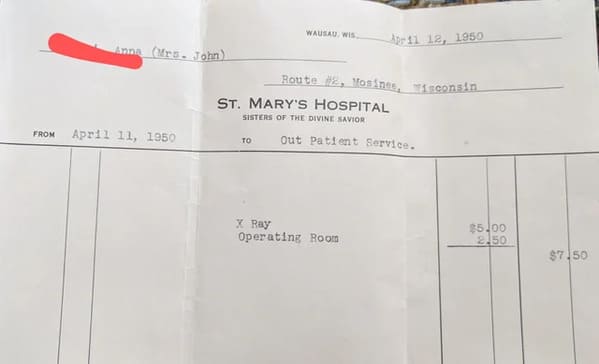 WAUSAU, WIS. April 12, 1950
Anna (Mrs. John)
Route #2, Mosinee, Wisconsin
ST. MARY'S HOSPITAL
SISTERS OF THE DIVINE SAVIOR
FROM April 11, 1950 TO Out Patient Service.
X Ray $5.00
Operating Room 2.50
$7.50